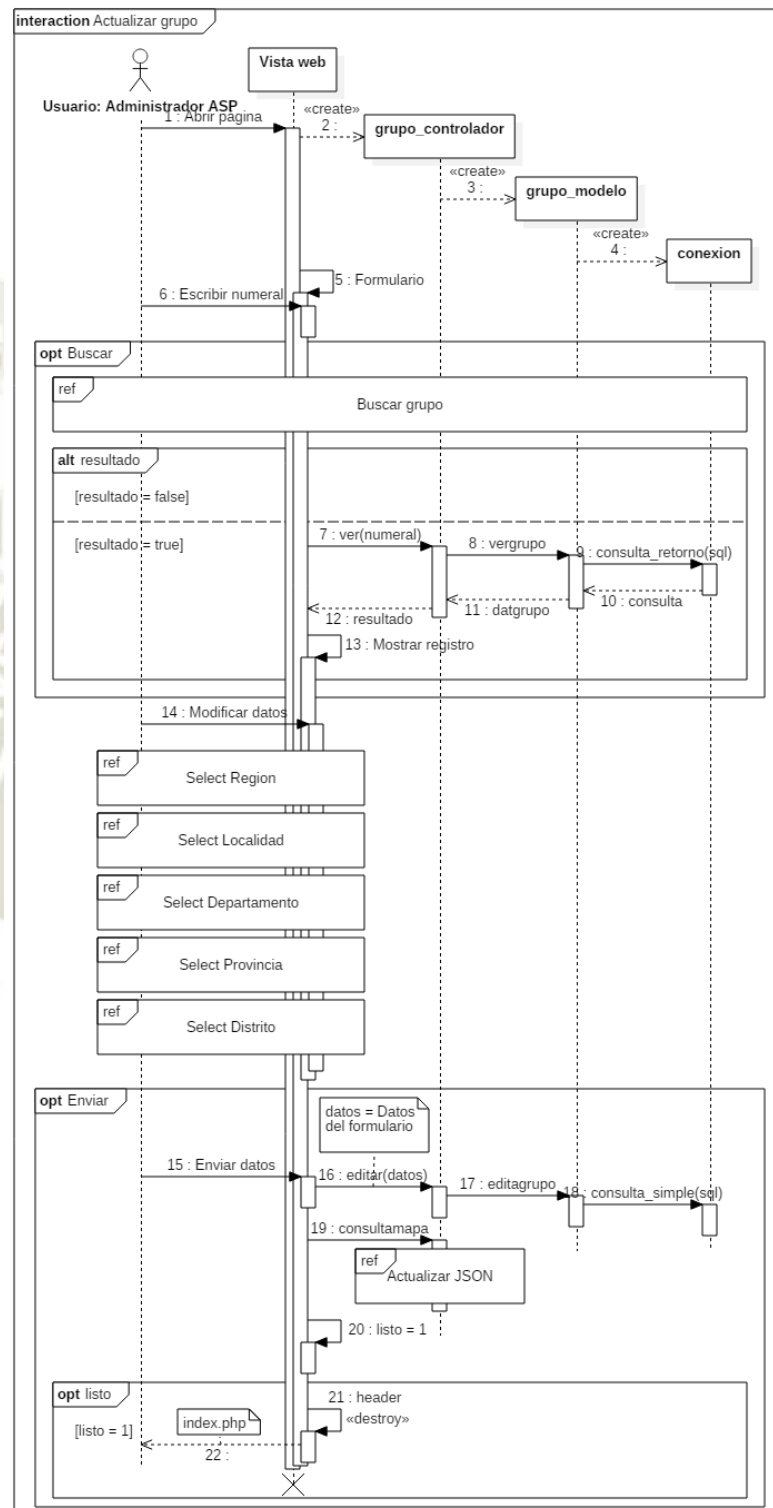 interaction Actualizar grupo
Vista web
Usuario: Administrador ASP
«create»
1 : Abrir pagina
2 :
grupo_controlador
«create»
3 :
grupo_modelo
«create»
4 :
conexion
5 : Formulario
6 : Escribir numeral
opt Buscar
ref
Buscar grupo
alt resultado
[resultado = false]
[resultado = true]
7 : ver(numeral)
8 : vergrupo
9 : consulta_retorno(sql)
10 : consulta
11 : datgrupo
12 : resultado
13 : Mostrar registro
14 : Modificar datos
ref
Select Region
ref
Select Localidad
ref
Select Departamento
ref
Select Provincia
ref
Select Distrito
opt Enviar
datos = Datos
del formulario
15 : Enviar datos
16 : editar(datos)
17 : editagrupo
18 : consulta_simple(sql)
19 : consultamapa
ref
Actualizar JSON
20 : listo = 1
opt listo
21 : header
[listo = 1]
index.php
«destroy»
22 :